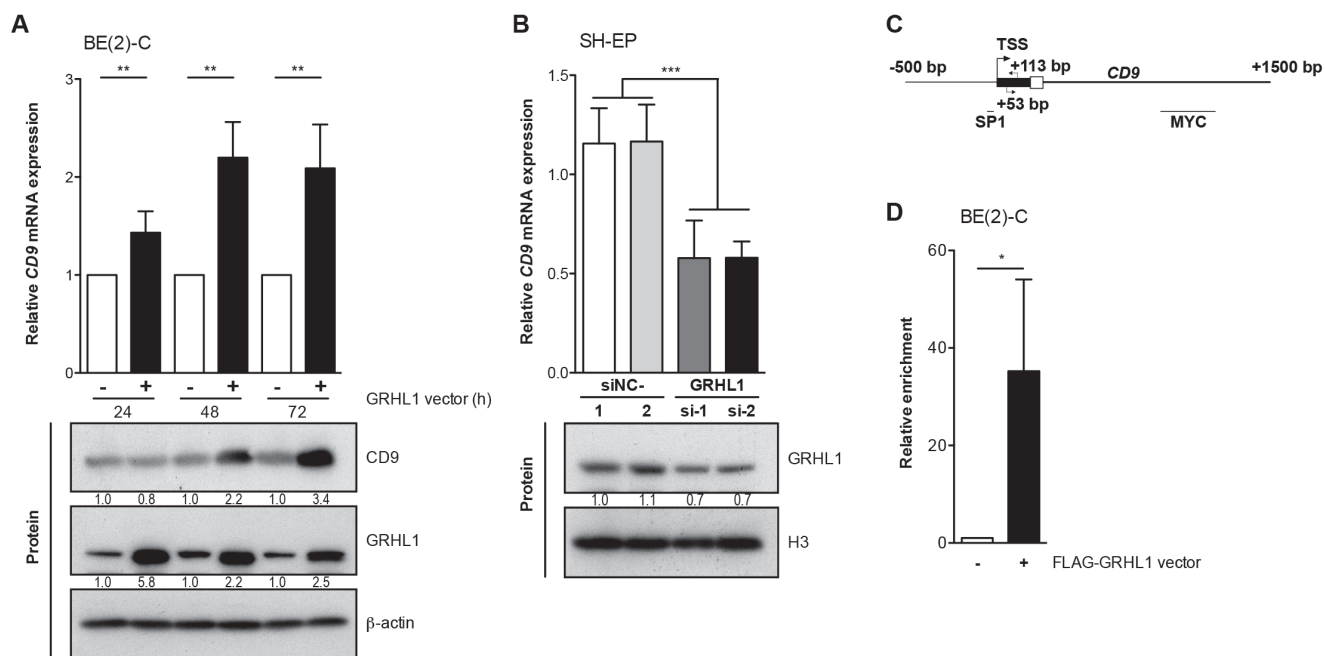 A
BE(2)-C
** ** **
Relative CD9 mRNA expression
3
2
1
0
- + - + - +
GRHL1 vector (h)
24 48 72
Protein
CD9
1.0 0.8 1.0 2.2 1.0 3.4
GRHL1
1.0 5.8 1.0 2.2 1.0 2.5
β-actin
B
SH-EP
***
Relative CD9 mRNA expression
1.5
1.0
0.5
0.0
siNC- GRHL1
1 2 si-1 si-2
Protein
GRHL1
1.0 1.1 0.7 0.7
H3
C
TSS
-500 bp +113 bp CD9 +1500 bp
+53 bp
SP1 MYC
D
BE(2)-C
*
Relative enrichment
60
40
20
0
- + FLAG-GRHL1 vector